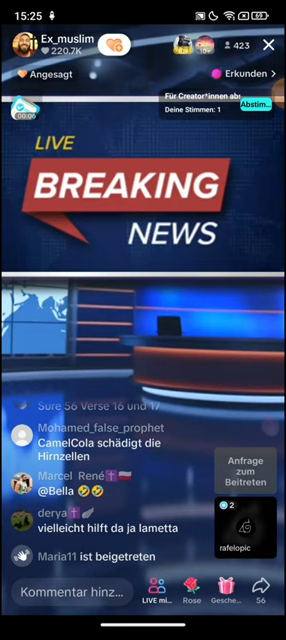 15:25
69
Ex_muslim
220.7K
423
Angesagt
Erkunden
Für Creator*innen abs
Deine Stimmen: 1
Abstim...
00:06
LIVE
BREAKING
NEWS
Sure 56 Verse 16 und 17
Mohamed_false_prophet
CamelCola schädigt die
Hirnzellen
Marcel René
@Bella 🤣🤣
derya
vielleicht hilft da ja lametta
Maria11 ist beigetreten
Anfrage
zum
Beitreten
2
rafelopic
Kommentar hinz...
LIVE mi...
Rose
Gesche...
56